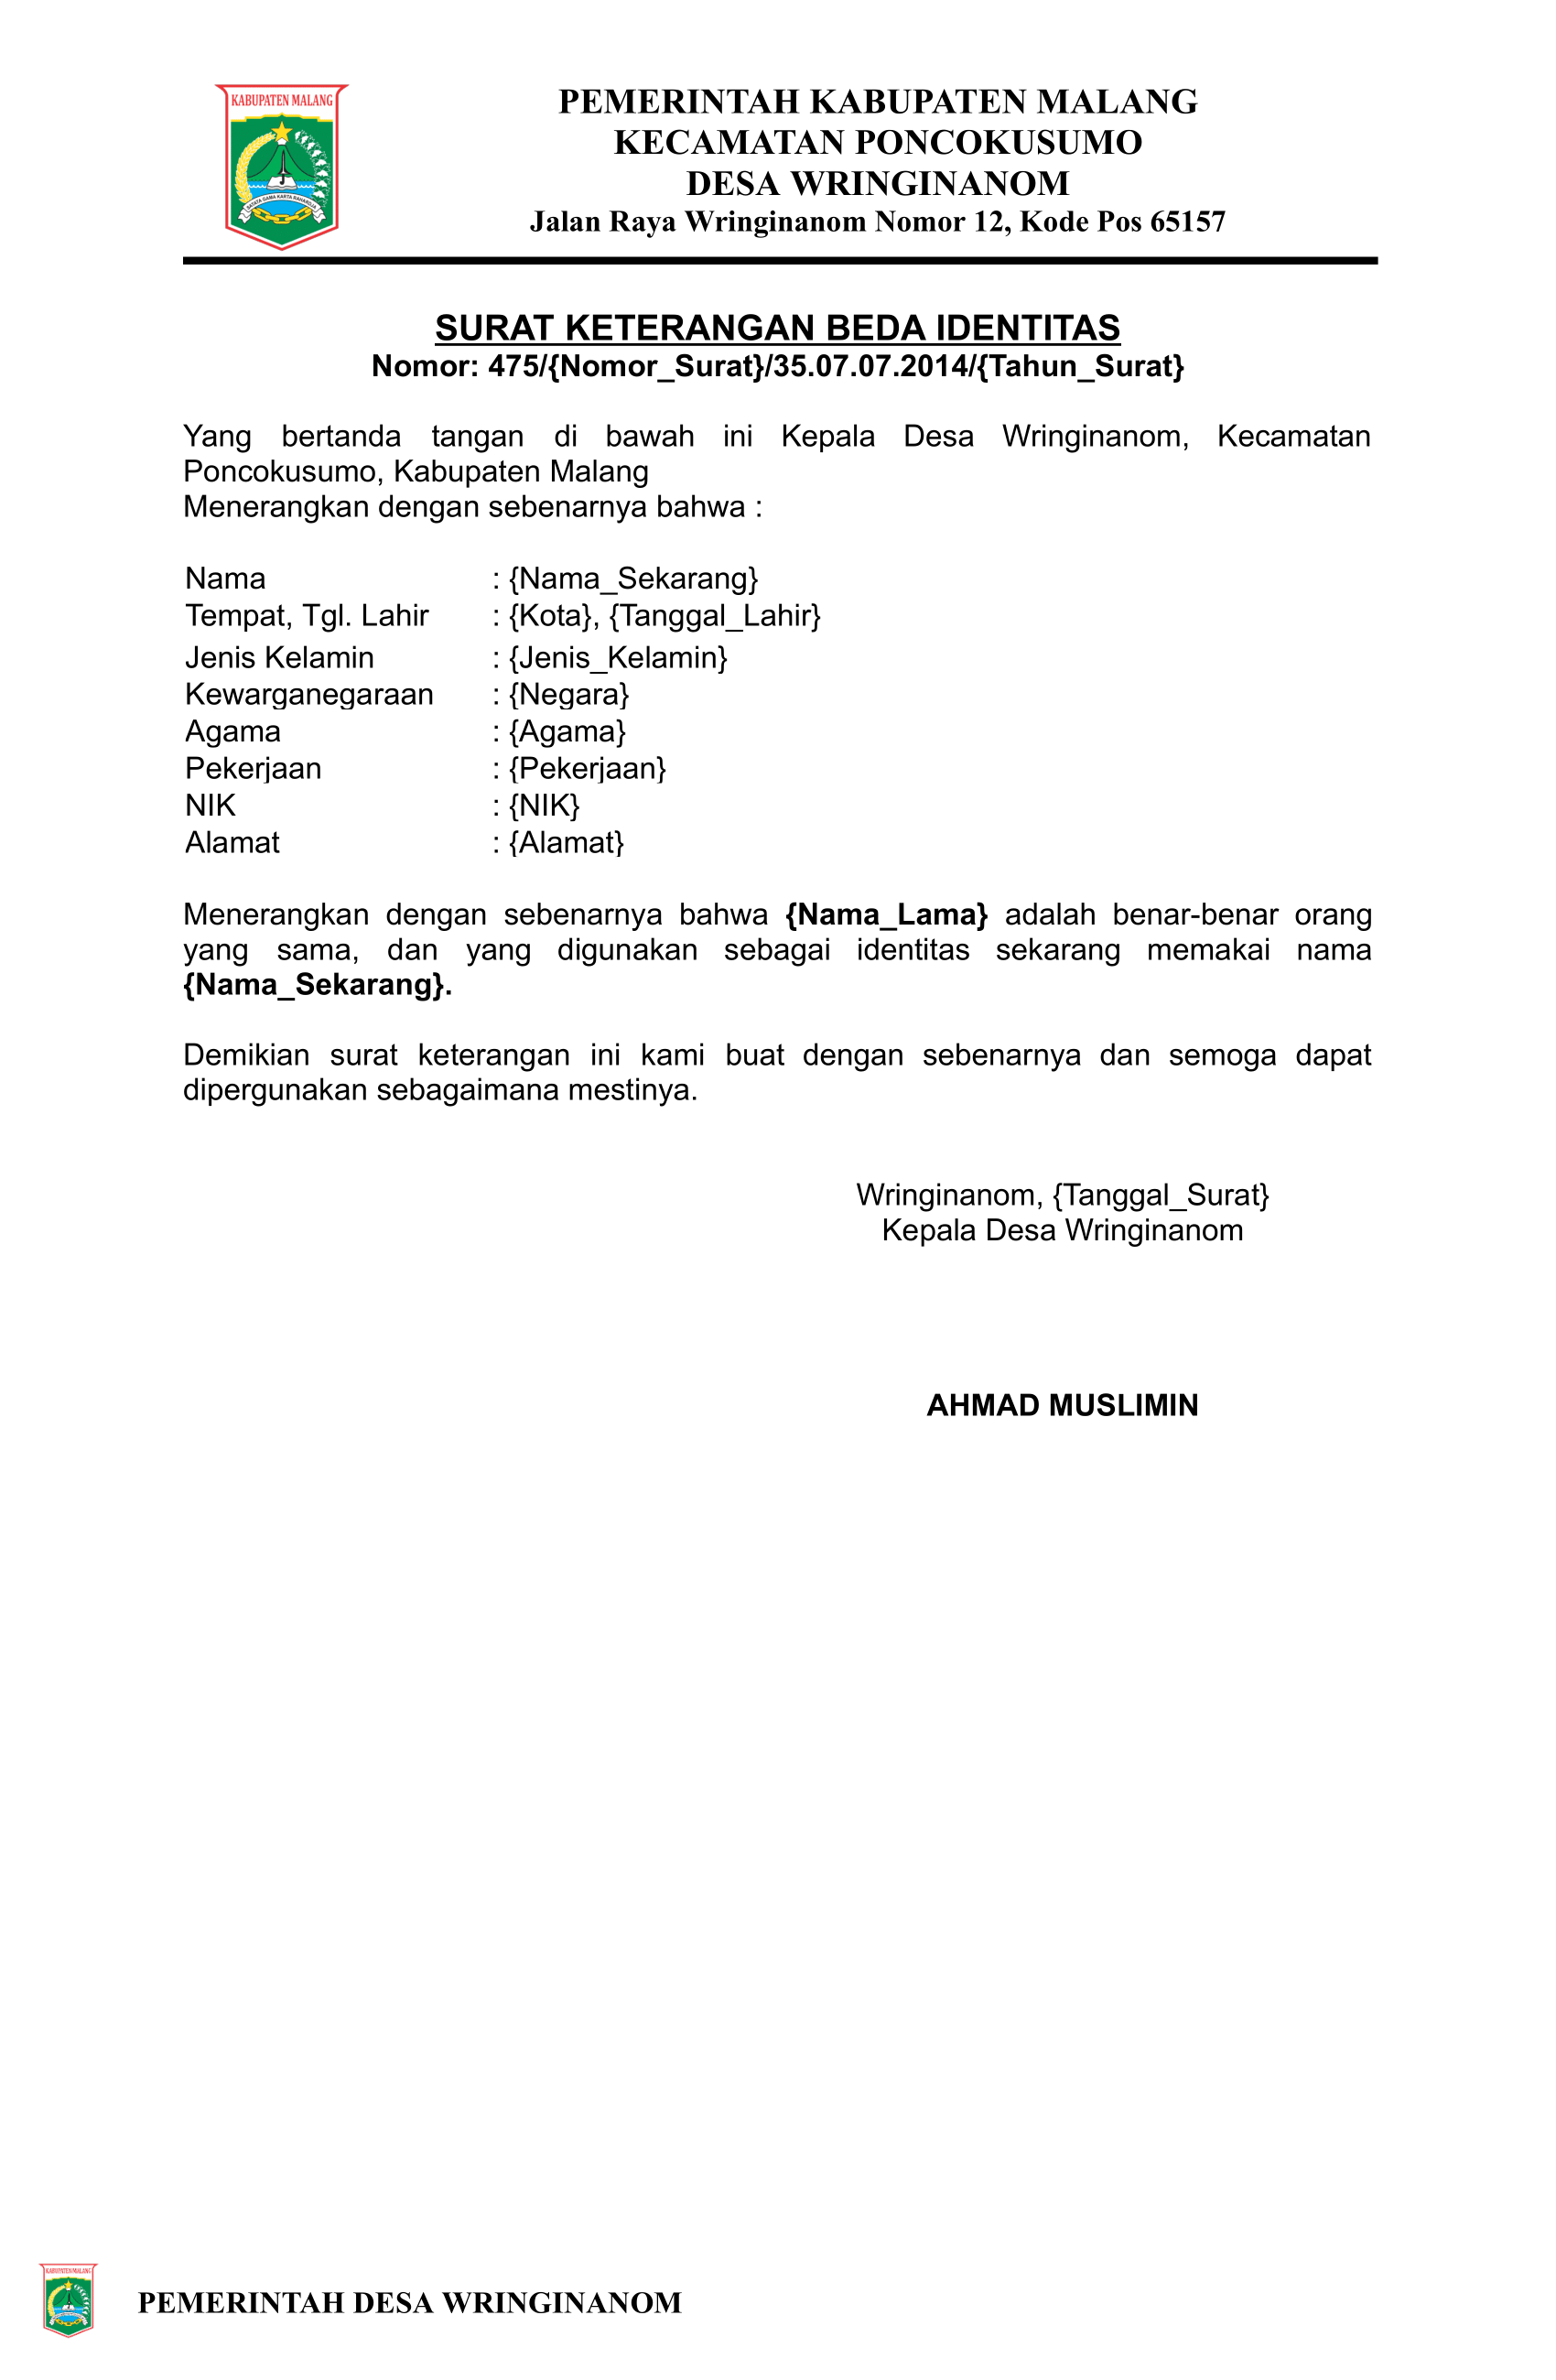 KABUPATEN MALANG
SATATA GAMA KARTA RAHARDJA
PEMERINTAH KABUPATEN MALANG
KECAMATAN PONCOKUSUMO
DESA WRINGINANOM
Jalan Raya Wringinanom Nomor 12, Kode Pos 65157
SURAT KETERANGAN BEDA IDENTITAS
Nomor: 475/{Nomor_Surat}/35.07.07.2014/{Tahun_Surat}
Yang bertanda tangan di bawah ini Kepala Desa Wringinanom, Kecamatan
Poncokusumo, Kabupaten Malang
Menerangkan dengan sebenarnya bahwa :
Nama : {Nama_Sekarang}
Tempat, Tgl. Lahir : {Kota}, {Tanggal_Lahir}
Jenis Kelamin : {Jenis_Kelamin}
Kewarganegaraan : {Negara}
Agama : {Agama}
Pekerjaan : {Pekerjaan}
NIK : {NIK}
Alamat : {Alamat}
Menerangkan dengan sebenarnya bahwa {Nama_Lama} adalah benar-benar orang
yang sama, dan yang digunakan sebagai identitas sekarang memakai nama
{Nama_Sekarang}.
Demikian surat keterangan ini kami buat dengan sebenarnya dan semoga dapat
dipergunakan sebagaimana mestinya.
Wringinanom, {Tanggal_Surat}
Kepala Desa Wringinanom
AHMAD MUSLIMIN
KABUPATEN MALANG
PEMERINTAH DESA WRINGINANOM